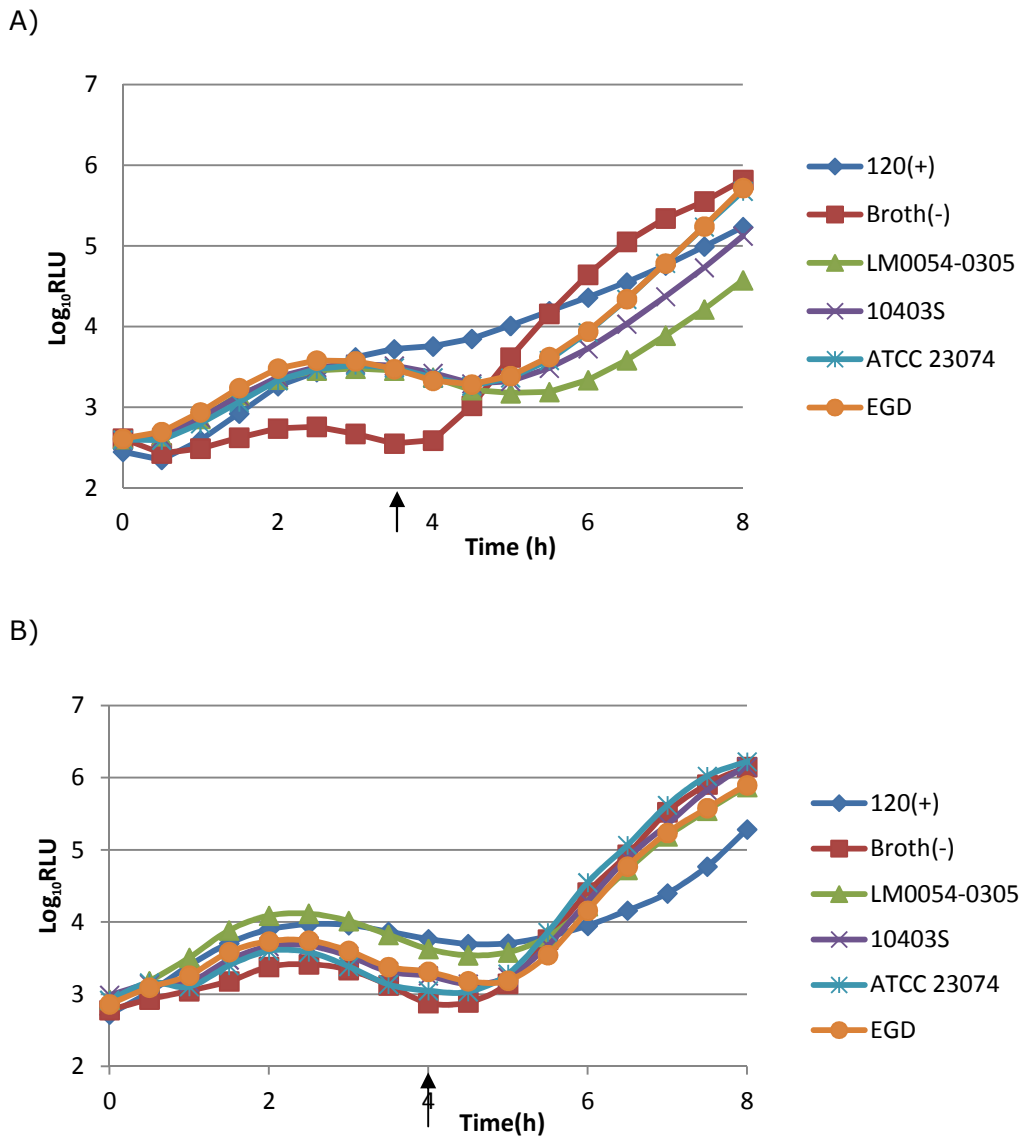 A)
7
6
5
4
3
2
Log₁₀RLU
0 2 4 6 8
Time (h)
120(+)
Broth(-)
LM0054-0305
10403S
ATCC 23074
EGD
B)
7
6
5
4
3
2
Log₁₀RLU
0 2 4 6 8
Time(h)
120(+)
Broth(-)
LM0054-0305
10403S
ATCC 23074
EGD